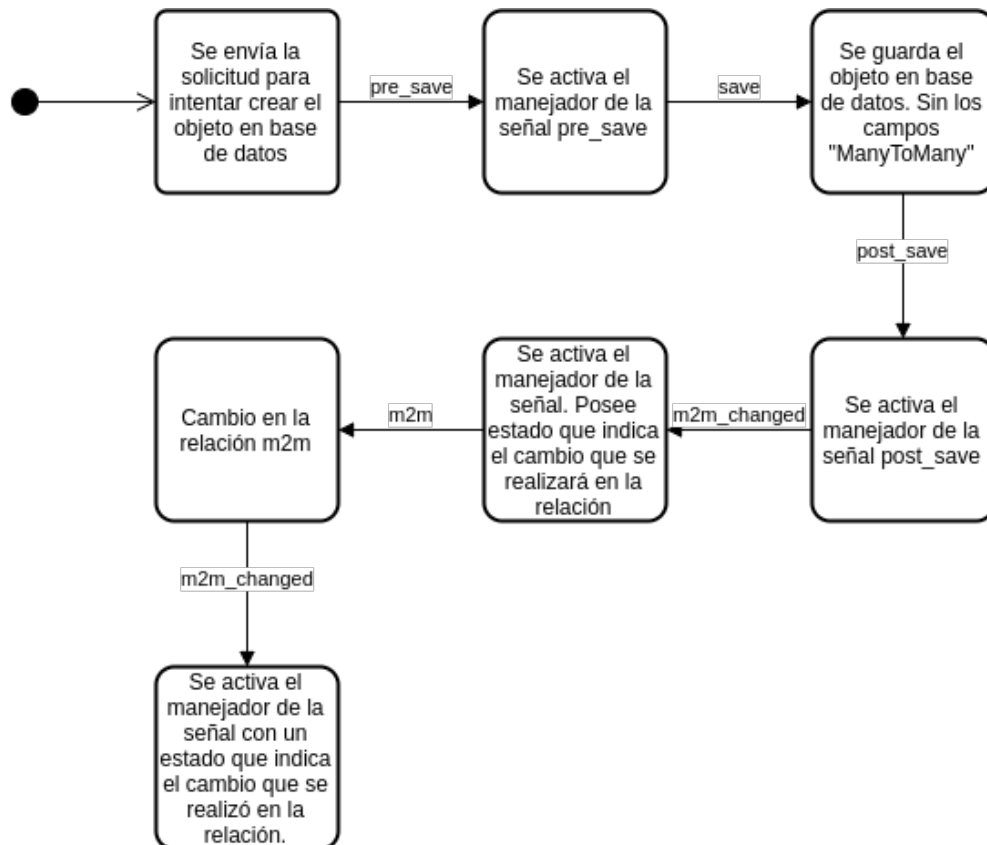 Se envía la
solicitud para
intentar crear el
objeto en base
de datos
pre_save
Se activa el
manejador de la
señal pre_save
save
Se guarda el
objeto en base
de datos. Sin los
campos
"ManyToMany"
post_save
Se activa el
manejador de la
señal post_save
m2m_changed
Se activa el
manejador de la
señal. Posee
estado que indica
el cambio que se
realizará en la
relación
m2m
Cambio en la
relación m2m
m2m_changed
Se activa el
manejador de la
señal con un
estado que indica
el cambio que se
realizó en la
relación.